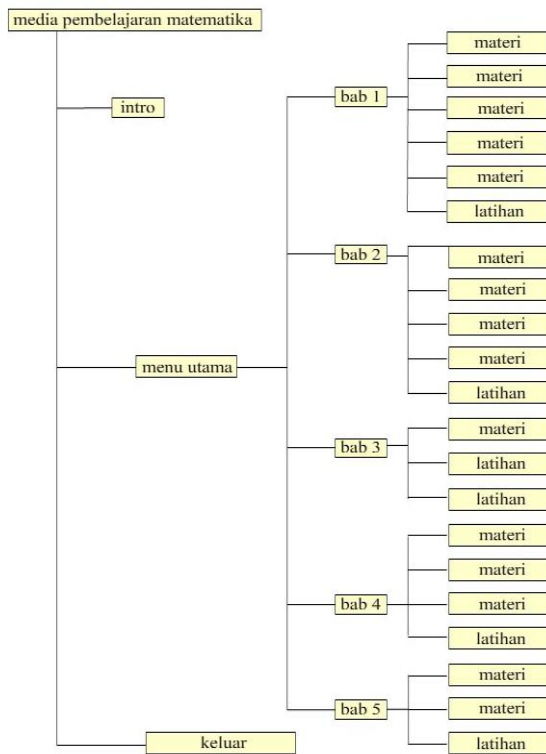 media pembelajaran matematika
intro
menu utama
keluar
bab 1
materi
materi
materi
materi
materi
latihan
bab 2
materi
materi
materi
materi
latihan
bab 3
materi
latihan
latihan
bab 4
materi
materi
materi
latihan
bab 5
materi
materi
latihan